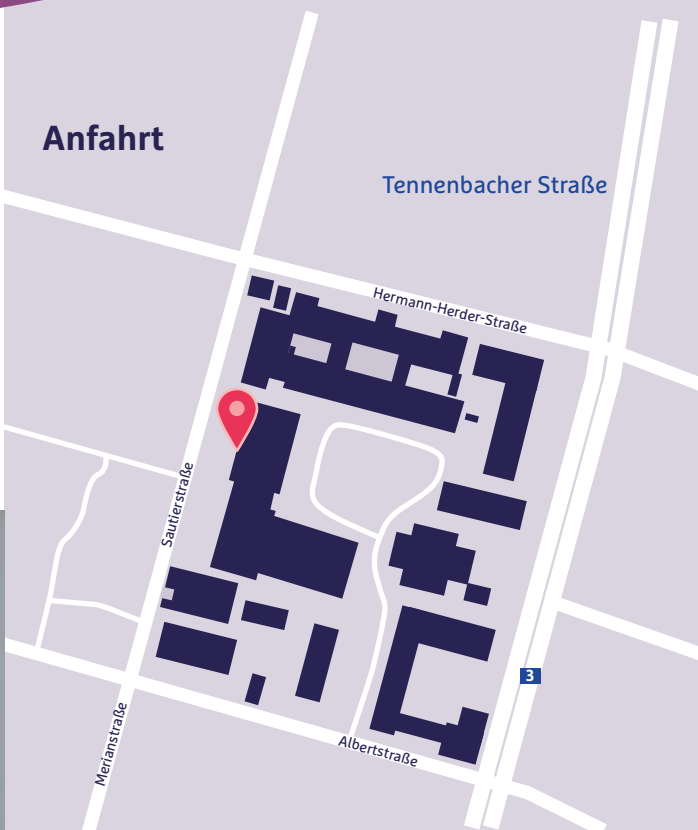 Anfahrt
Tennenbacher Straße
Hermann-Herder-Straße
Sautierstraße
3
Merianstraße
Albertstraße